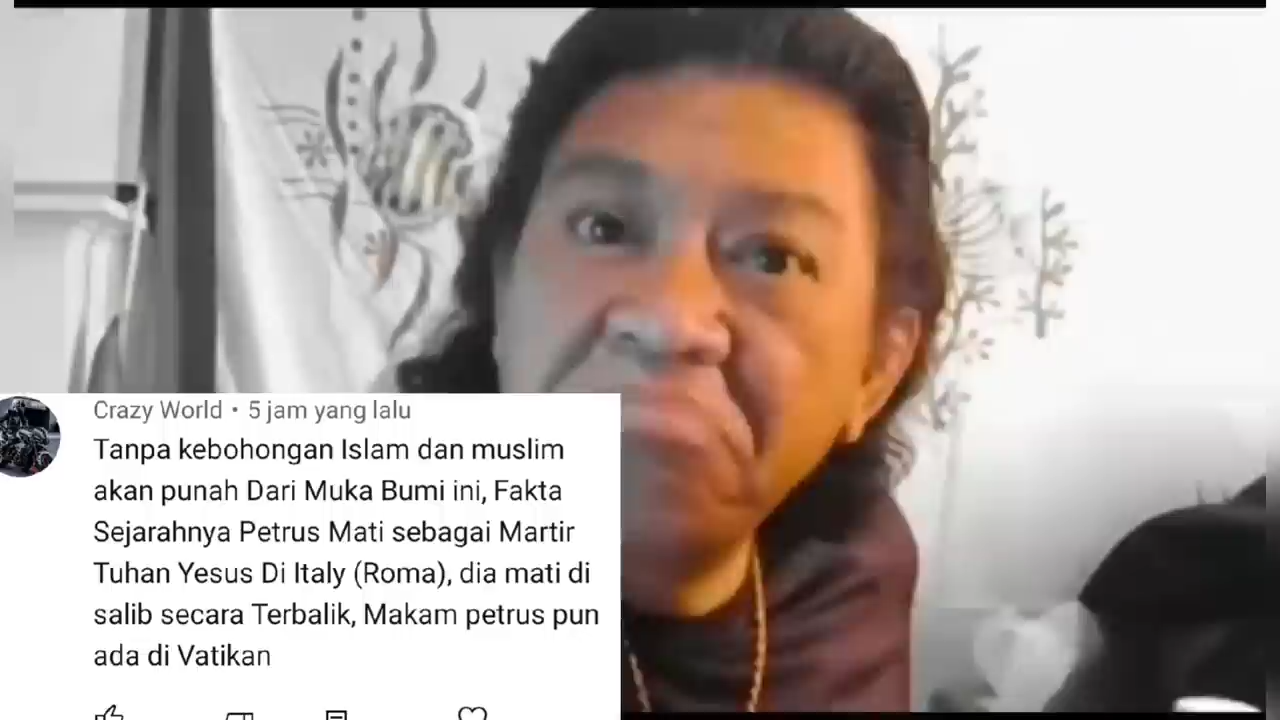 Crazy World • 5 jam yang lalu
Tanpa kebohongan Islam dan muslim
akan punah Dari Muka Bumi ini, Fakta
Sejarahnya Petrus Mati sebagai Martir
Tuhan Yesus Di Italy (Roma), dia mati di
salib secara Terbalik, Makam petrus pun
ada di Vatikan